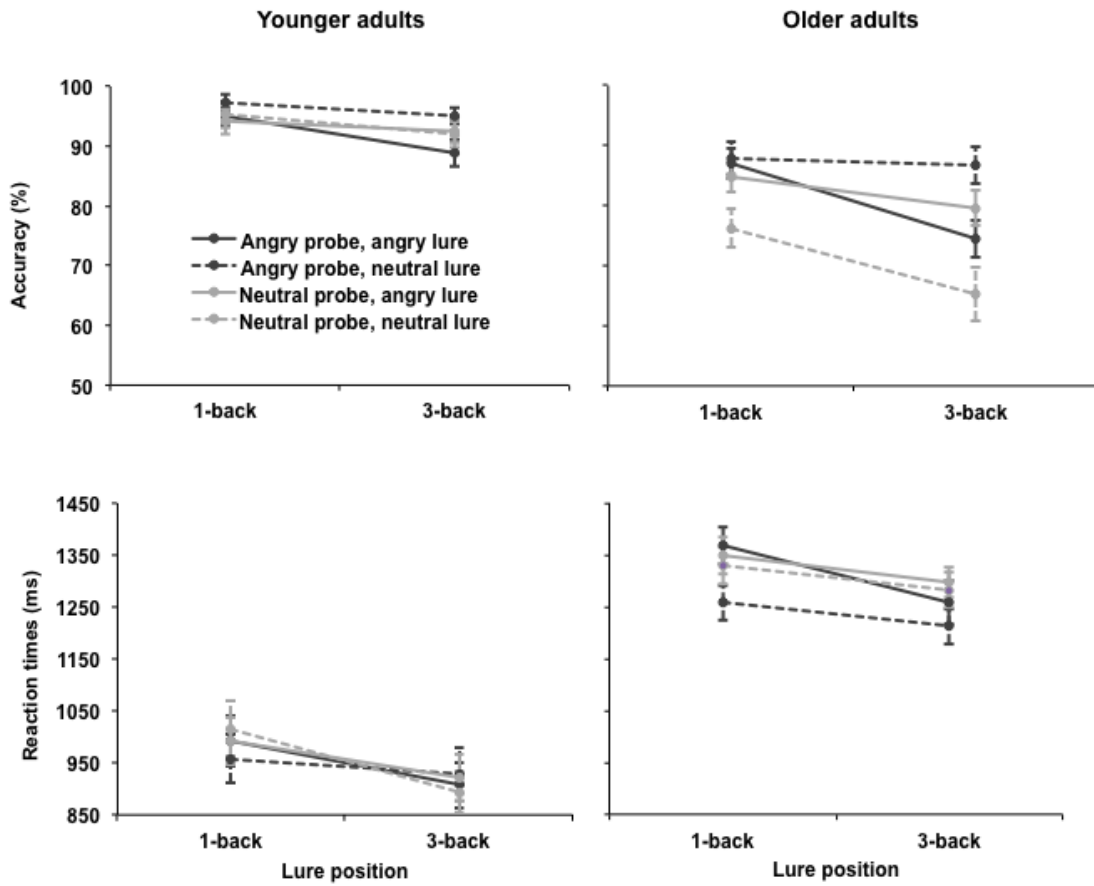 Younger adults
Older adults
Accuracy (%)
100
90
80
70
60
50
Angry probe, angry lure
Angry probe, neutral lure
Neutral probe, angry lure
Neutral probe, neutral lure
1-back
3-back
1-back
3-back
Reaction times (ms)
1450
1350
1250
1150
1050
950
850
1-back
3-back
Lure position
1-back
3-back
Lure position